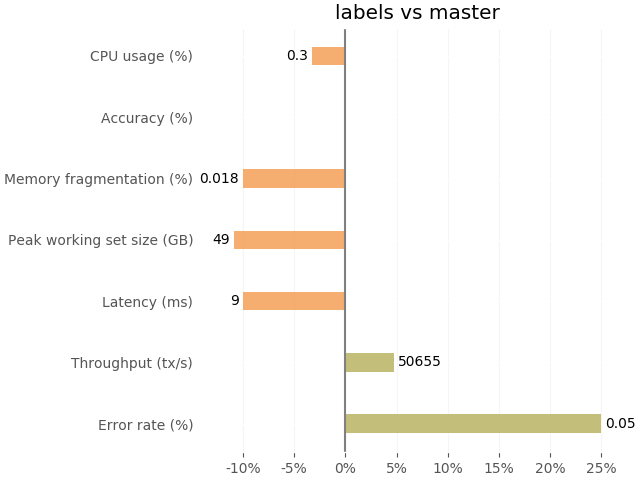 labels vs master
CPU usage (%)
0.3
Accuracy (%)
Memory fragmentation (%)
0.018
Peak working set size (GB)
49
Latency (ms)
9
Throughput (tx/s)
50655
Error rate (%)
0.05
-10% -5% 0% 5% 10% 15% 20% 25%